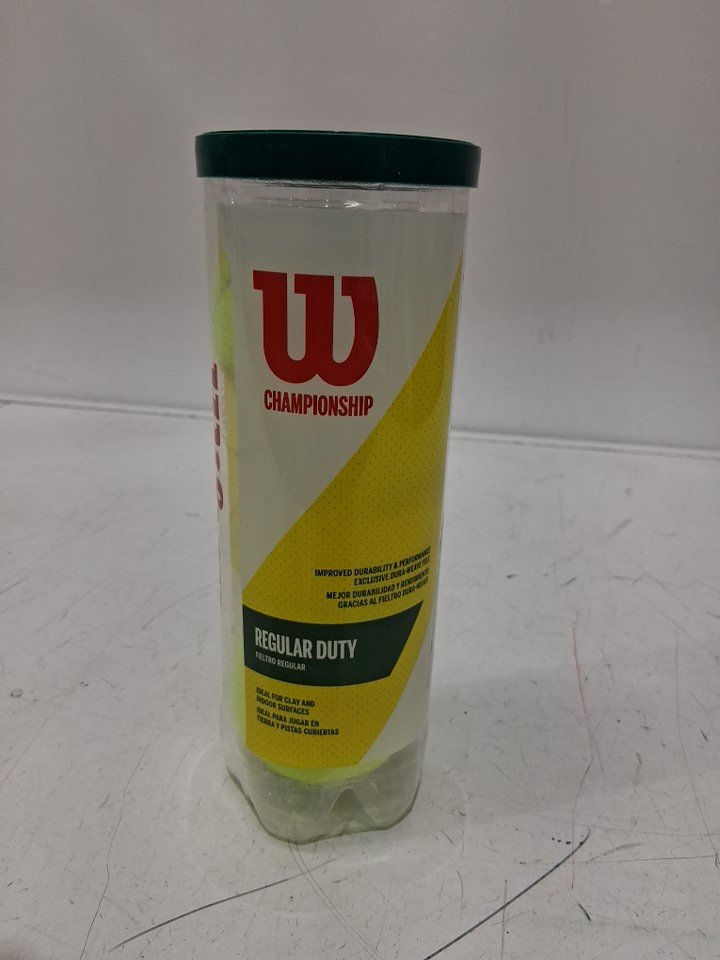 W
CHAMPIONSHIP
IMPROVED DURABILITY & PERFORMANCE
EXCLUSIVE DURA-WEAVE FELT
MEJOR DURABILIDAD Y RENDIMIENTO
GRACIAS AL FIELTRO DURA-WEAVE
REGULAR DUTY
FIELTRO REGULAR
IDEAL FOR CLAY AND
INDOOR SURFACES
IDEAL PARA JUGAR EN
TIERRA Y PISTAS CUBIERTAS